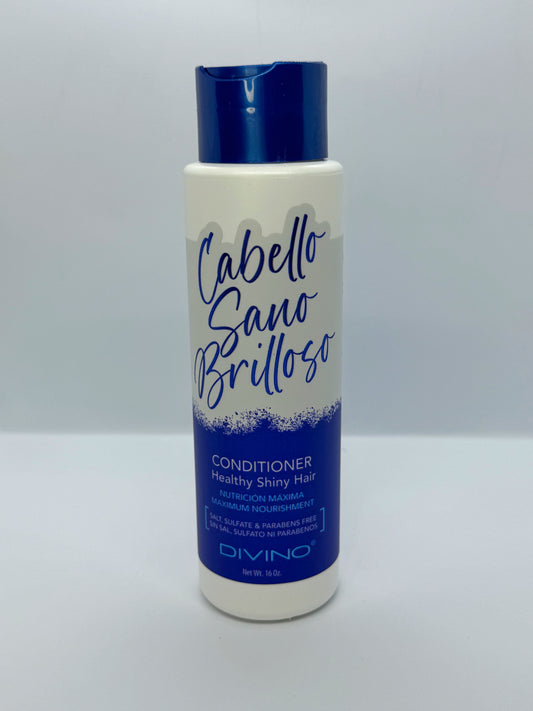 Cabello
Sano
Brilloso
CONDITIONER
Healthy Shiny Hair
NUTRICIÓN MÁXIMA
MAXIMUM NOURISHMENT
SALT, SULFATE & PARABENS FREE
SIN SAL, SULFATO NI PARABENOS
DIVINO®
Net Wt. 16 Oz.